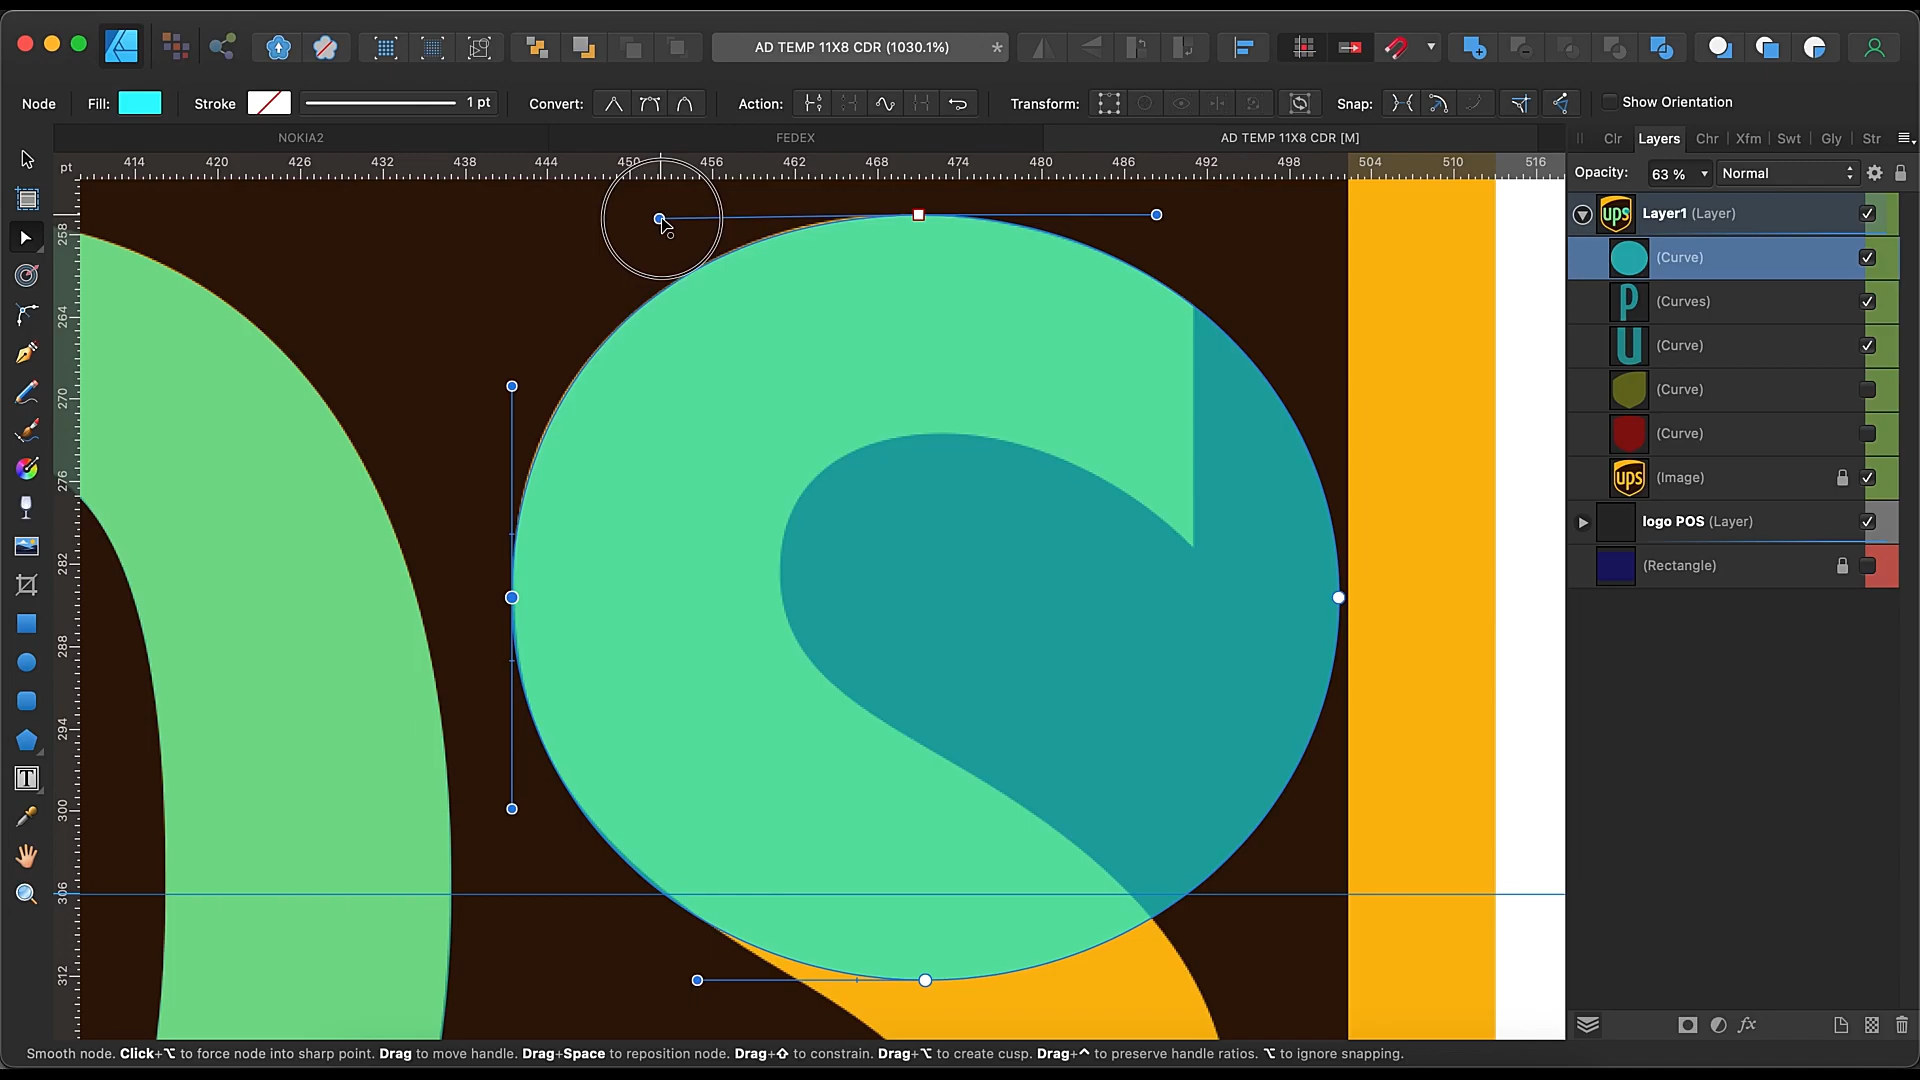 AD TEMP 11X8 CDR (1030.1%)
*
Node
Fill:
Stroke
1 pt
Convert:
Action:
Transform:
Snap:
Show Orientation
NOKIA2
FEDEX
AD TEMP 11X8 CDR [M]
Clr
Layers
Chr
Xfm
Swt
Gly
Str
pt
414
420
426
432
438
444
450
456
462
468
474
480
486
492
498
504
510
516
258
264
270
276
282
288
294
300
306
312
Opacity:
63 %
Normal
ups
Layer1 (Layer)
(Curve)
p
(Curves)
U
(Curve)
(Curve)
(Curve)
ups
(Image)
logo POS (Layer)
(Rectangle)
T
fx
Smooth node. Click+⌥ to force node into sharp point. Drag to move handle. Drag+Space to reposition node. Drag+⇧ to constrain. Drag+⌥ to create cusp. Drag+⌃ to preserve handle ratios. ⌥ to ignore snapping.